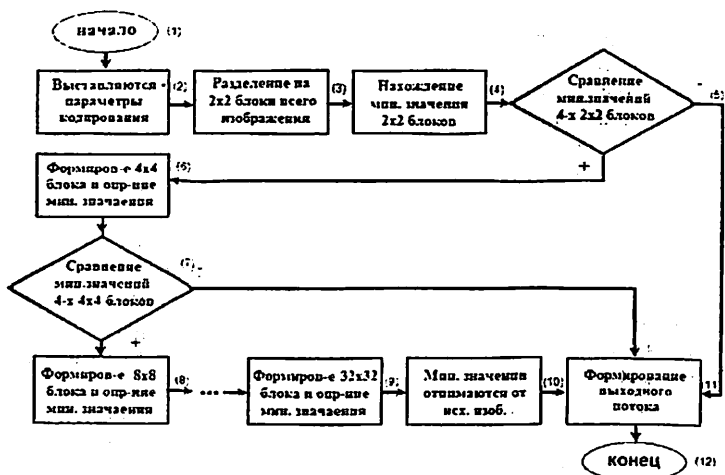 начало
(1)
Выставляются
параметры
кодирования
(2)
Разделение на
2x2 блоки всего
изображения
(3)
Нахождение
мин. значения
2x2 блоков
(4)
Сравнение
мин.значений
4-х 2x2 блоков
-
(5)
+
Формиров-е 4x4
блока и опр-ние
мин. значения
(6)
Сравнение
мин.значений
4-х 4x4 блоков
(7)
-
+
Формиров-е 8x8
блока и опр-ние
мин. значения
(8)
...
Формиров-е 32x32
блока и опр-ние
мин. значения
(9)
Мин. значения
отнимаются от
исх. изоб.
(10)
Формирование
выходного
потока
(11)
конец
(12)